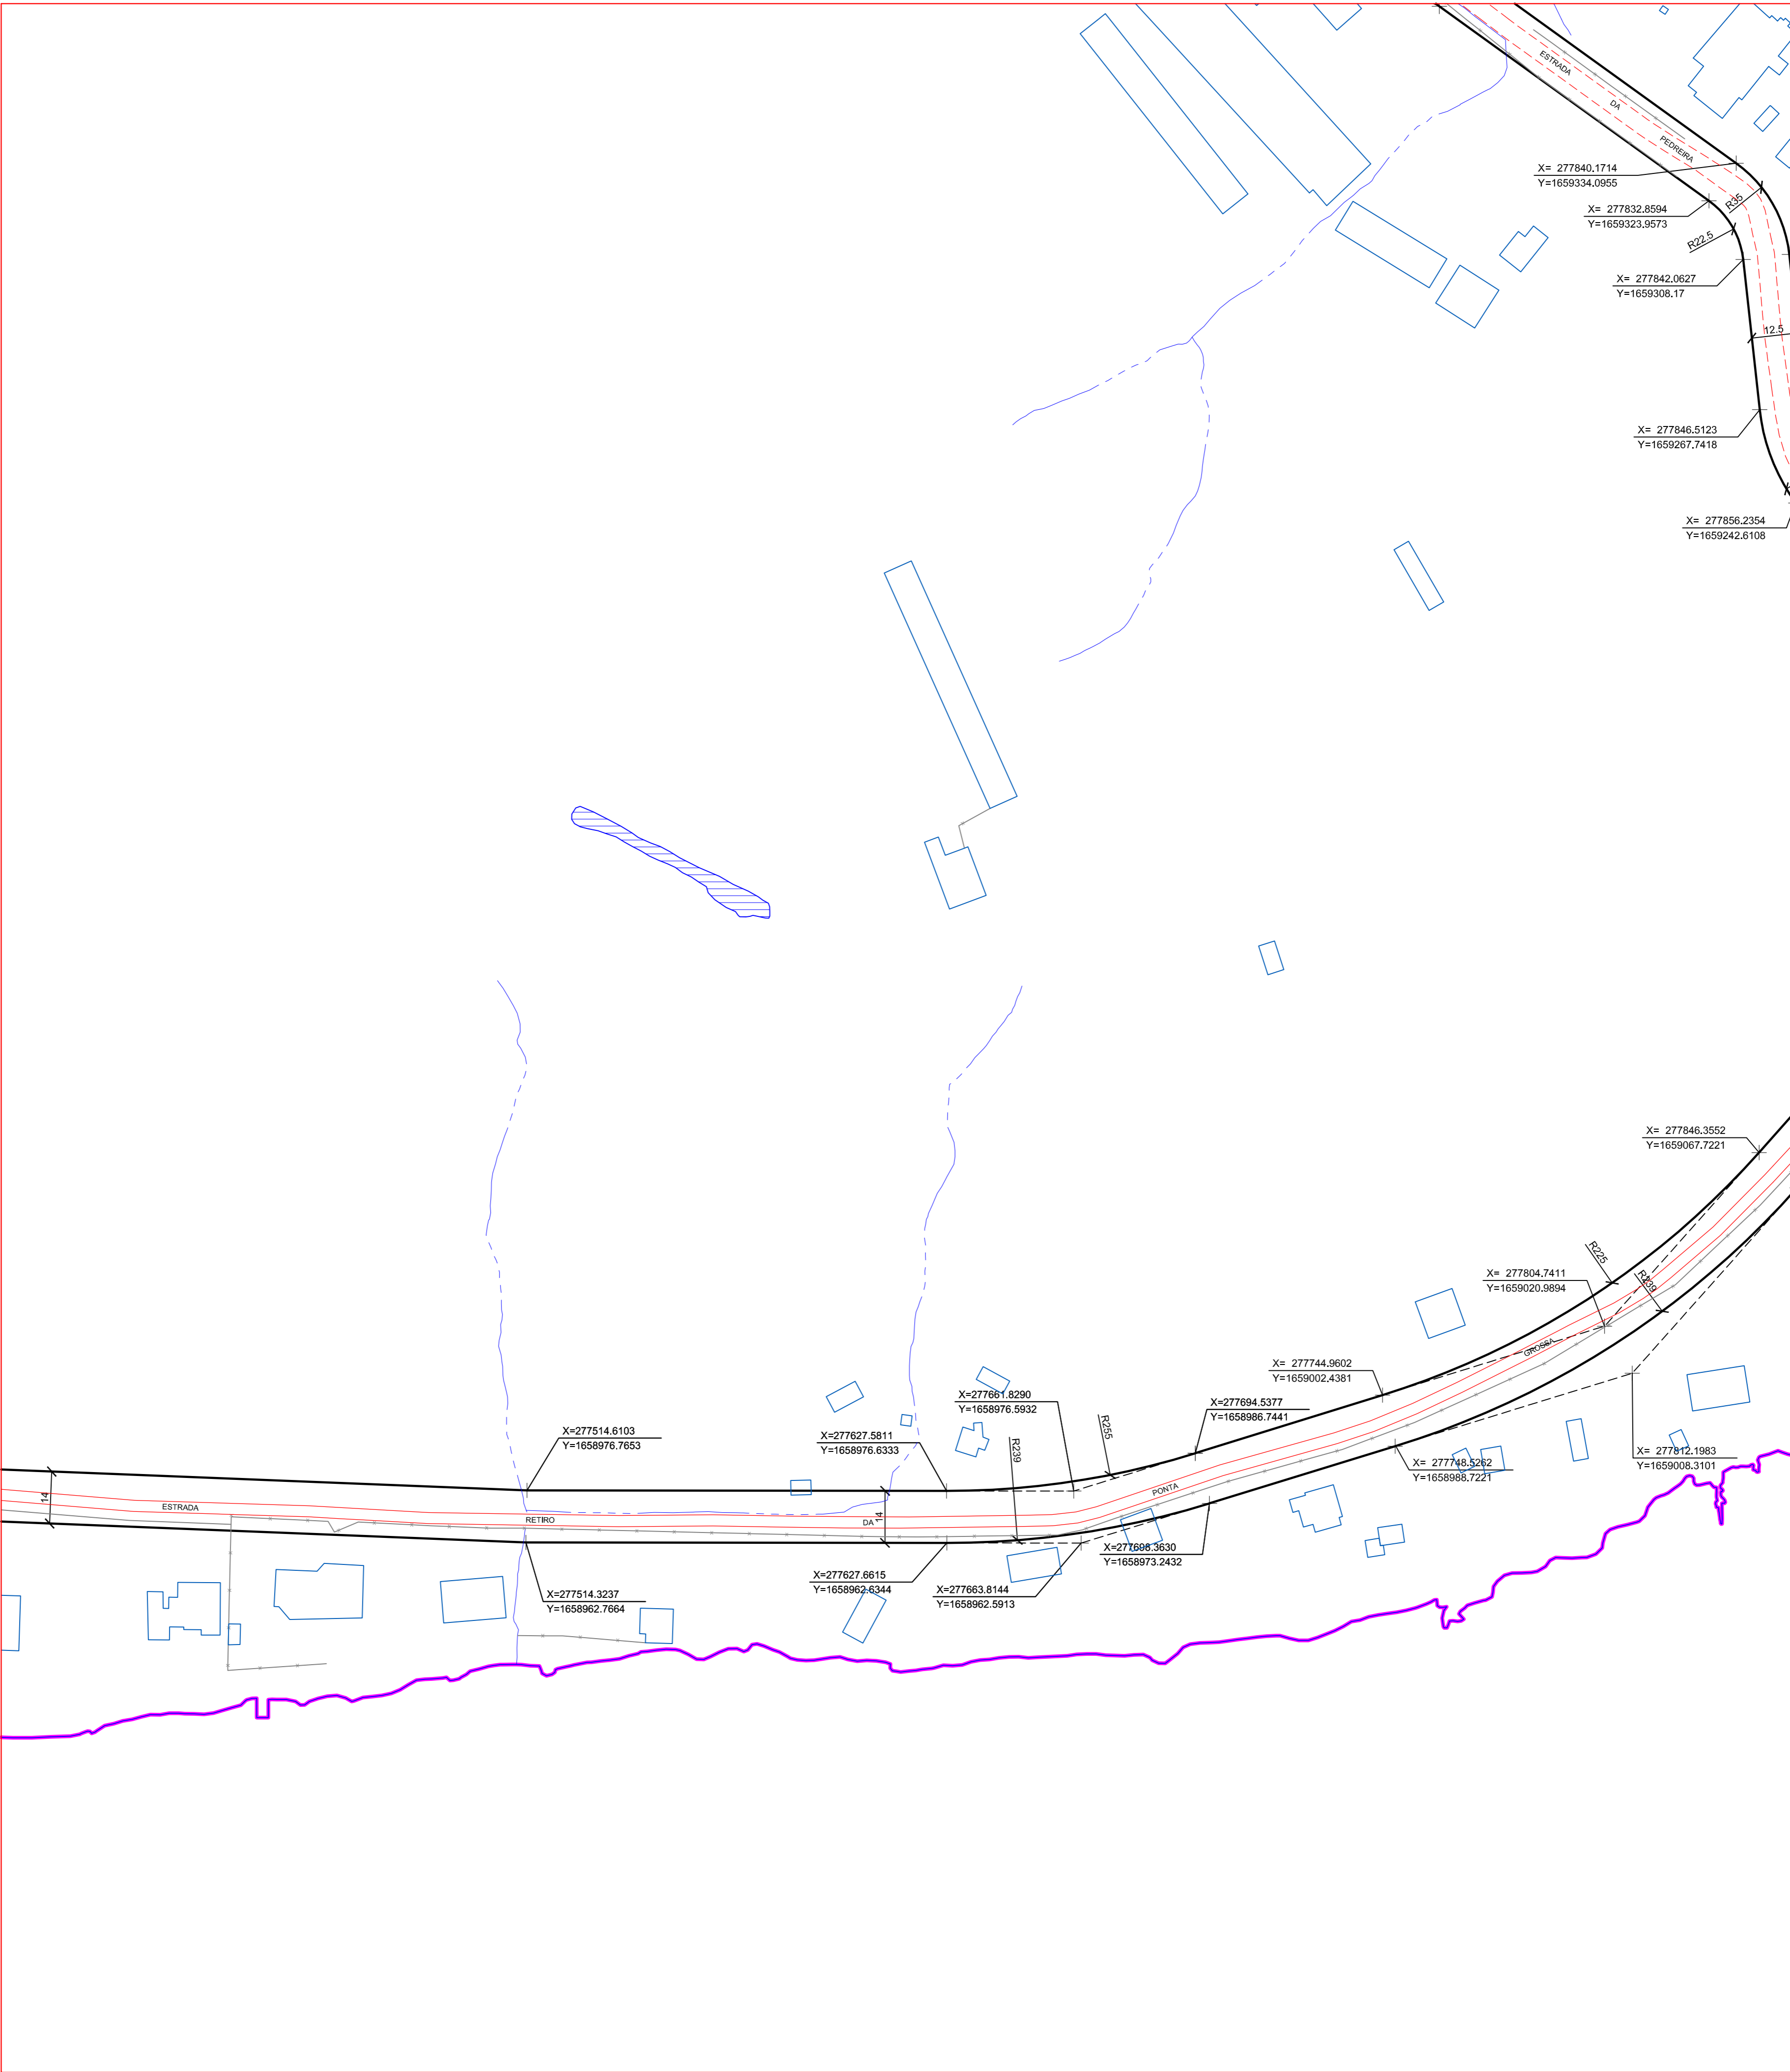 ESTRADA
DA
PEDREIRA
X= 277840.1714
Y=1659334.0955
R35
X= 277832.8594
Y=1659323.9573
R22.5
X= 277842.0627
Y=1659308.17
12.5
X= 277846.5123
Y=1659267.7418
X= 277856.2354
Y=1659242.6108
X= 277846.3552
Y=1659067.7221
R225
X= 277804.7411
Y=1659020.9894
R239
GROSSA
X= 277744.9602
Y=1659002.4381
X=277661.8290
Y=1658976.5932
X=277694.5377
Y=1658986.7441
R255
X=277514.6103
Y=1658976.7653
X=277627.5811
Y=1658976.6333
R239
X= 277812.1983
Y=1659008.3101
X= 277748.5262
Y=1658988.7221
14
ESTRADA
RETIRO
DA
14
PONTA
X=277698.3630
Y=1658973.2432
X=277627.6615
Y=1658962.6344
X=277663.8144
Y=1658962.5913
X=277514.3237
Y=1658962.7664